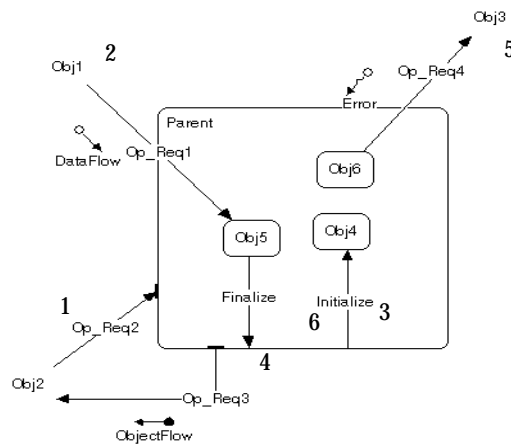 Obj3
2
5
Obj1
Op_Req4
Error
Parent
Op_Req1
DataFlow
Obj6
Obj5
Obj4
1
Finalize
Initialize
6
3
Op_Req2
4
Obj2
Op_Req3
ObjectFlow